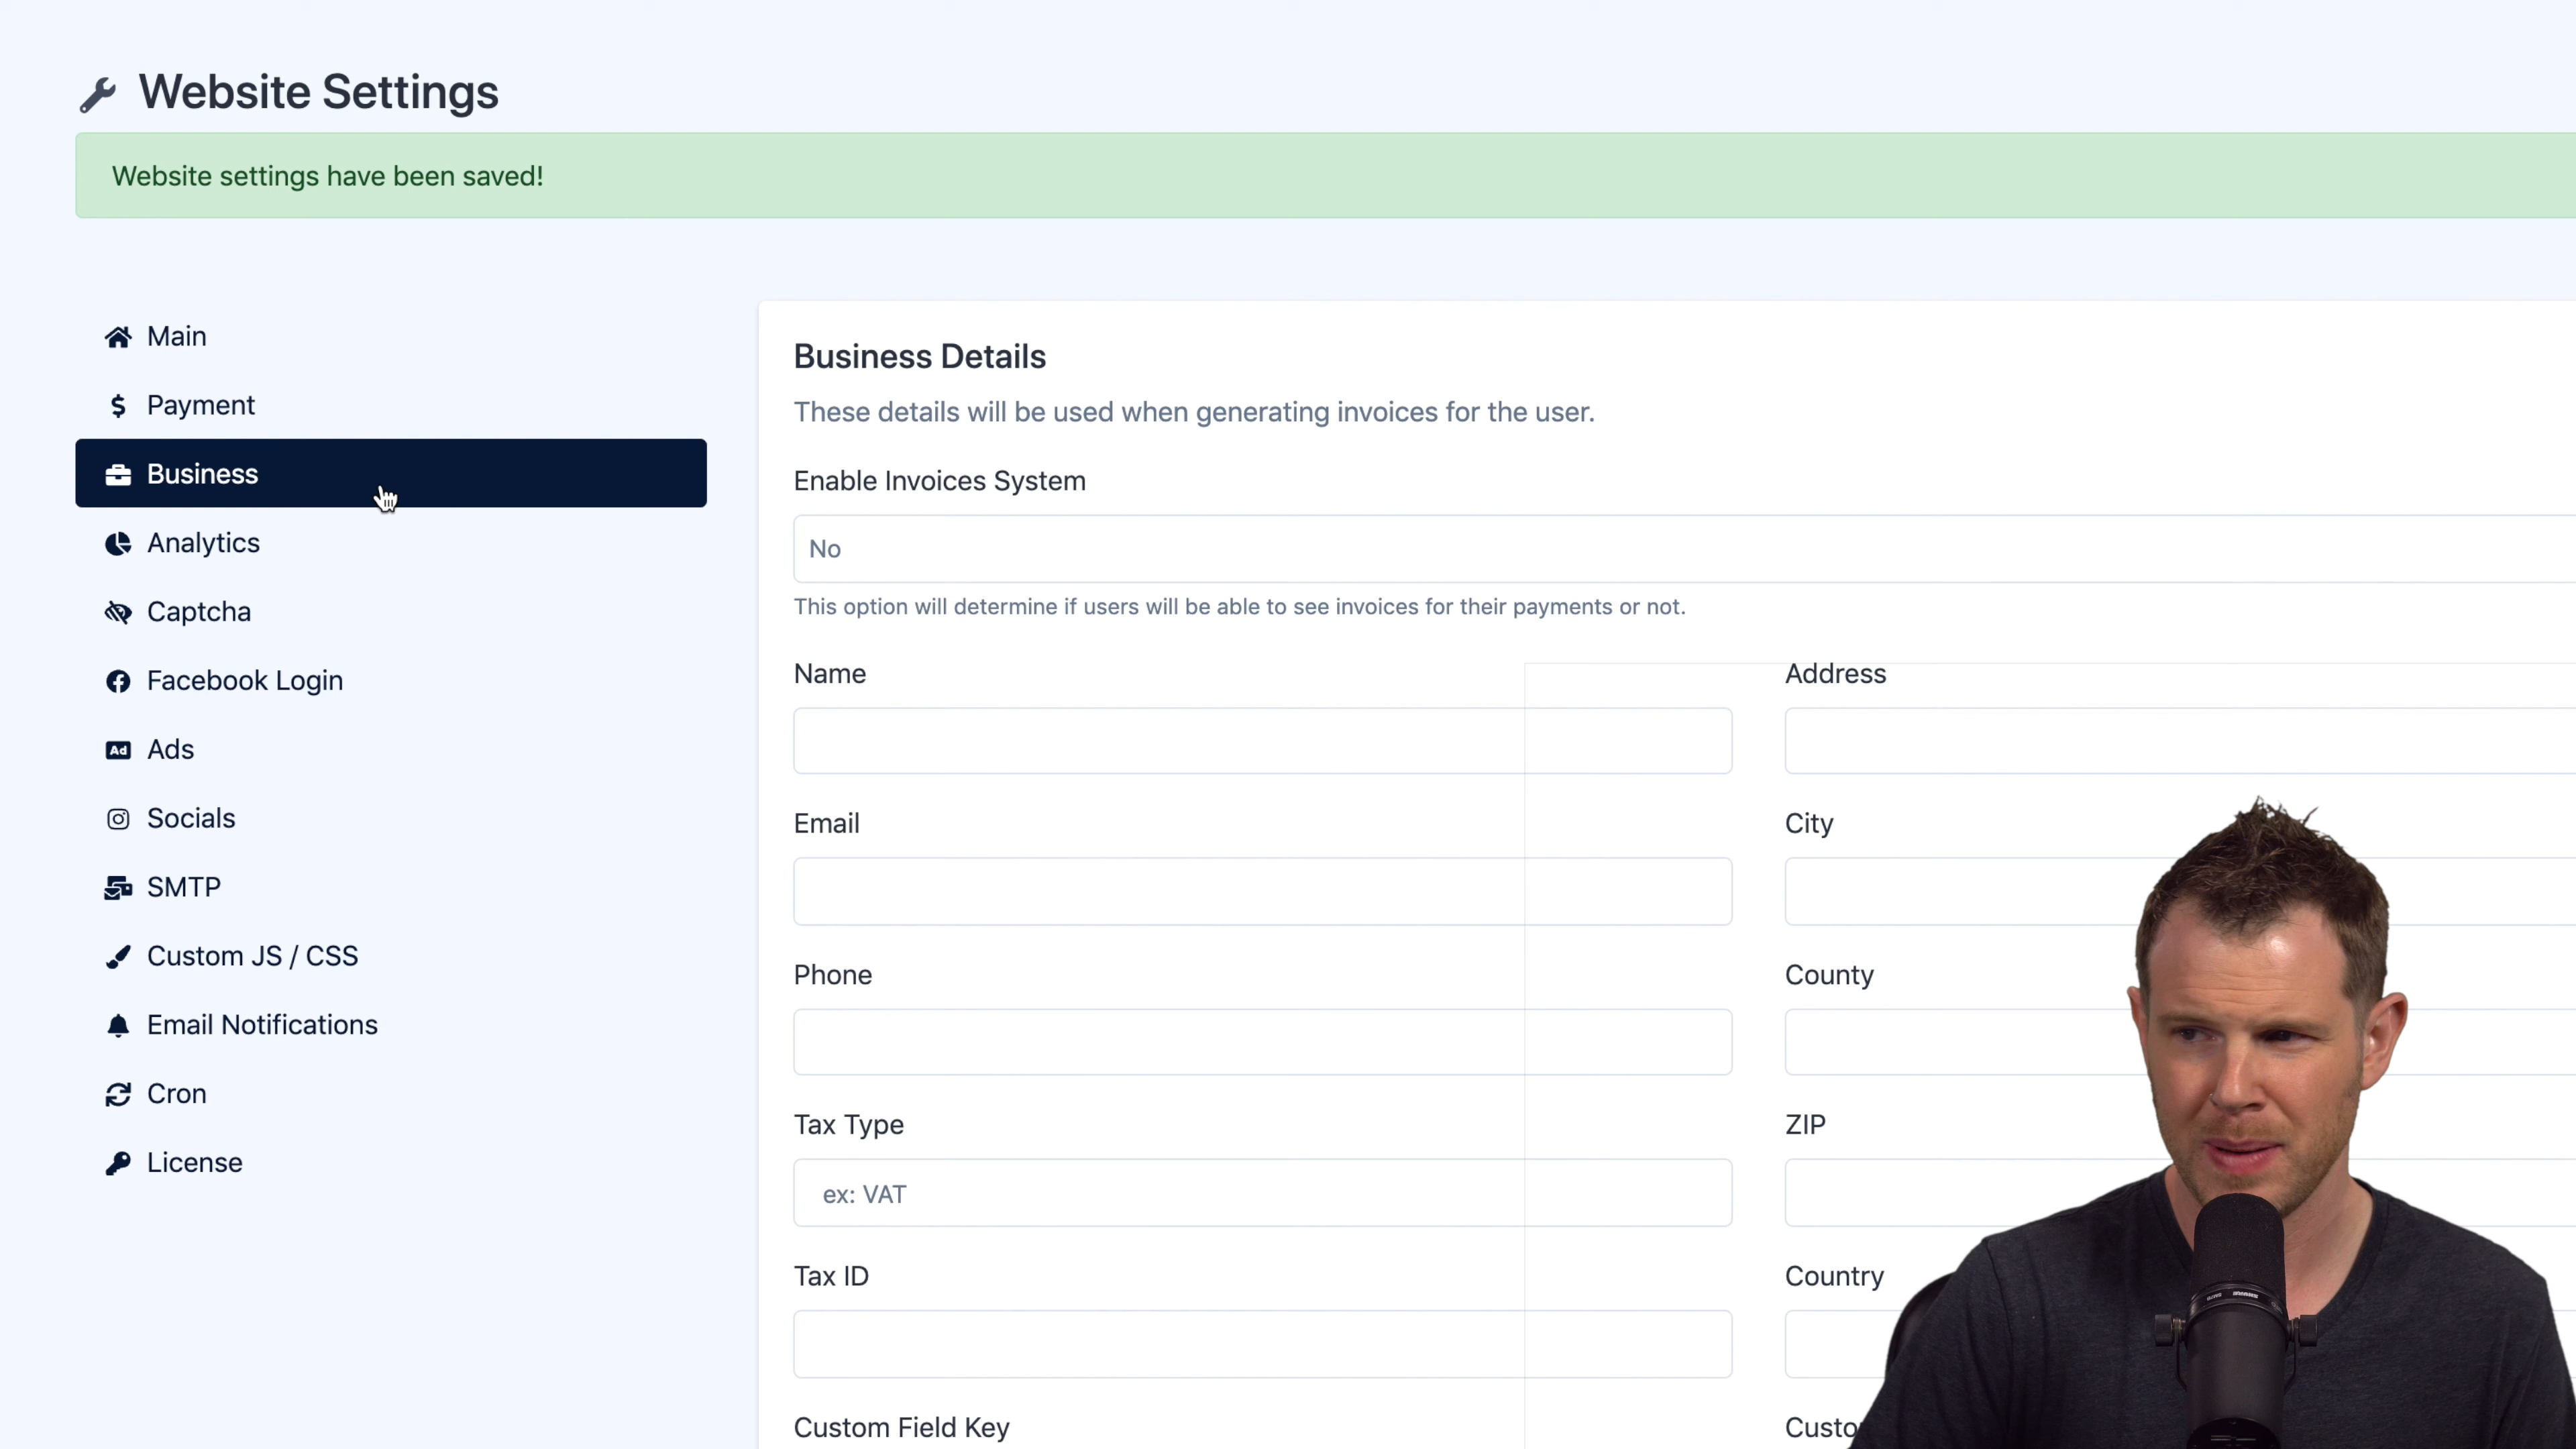 Website Settings
Website settings have been saved!
Main
Payment
Business
Analytics
Captcha
Facebook Login
Ad Ads
Socials
SMTP
Custom JS / CSS
Email Notifications
Cron
License
Business Details
These details will be used when generating invoices for the user.
Enable Invoices System
No
This option will determine if users will be able to see invoices for their payments or not.
Name
Address
Email
City
Phone
County
Tax Type
ZIP
ex: VAT
Tax ID
Country
Custom Field Key